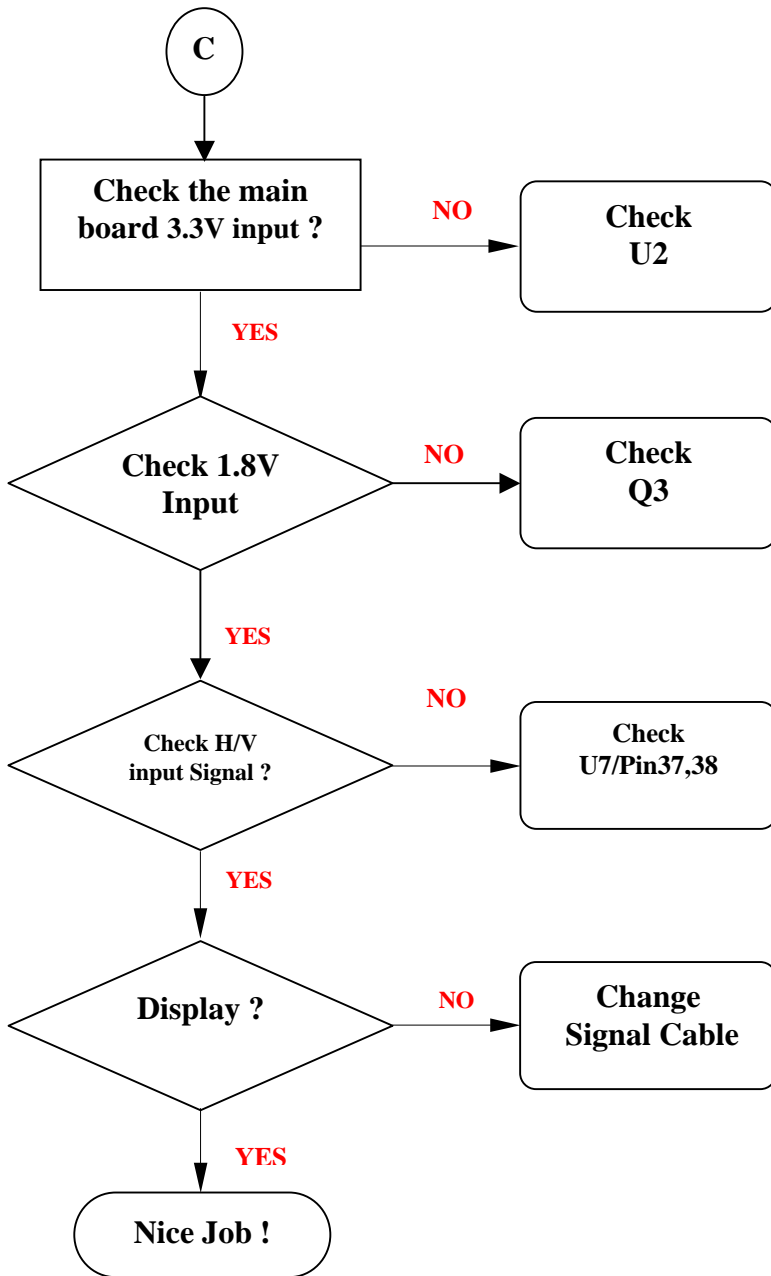 C
Check the main
board 3.3V input ?
NO
Check
U2
YES
Check 1.8V
Input
NO
Check
Q3
YES
Check H/V
input Signal ?
NO
Check
U7/Pin37,38
YES
Display ?
NO
Change
Signal Cable
YES
Nice Job !